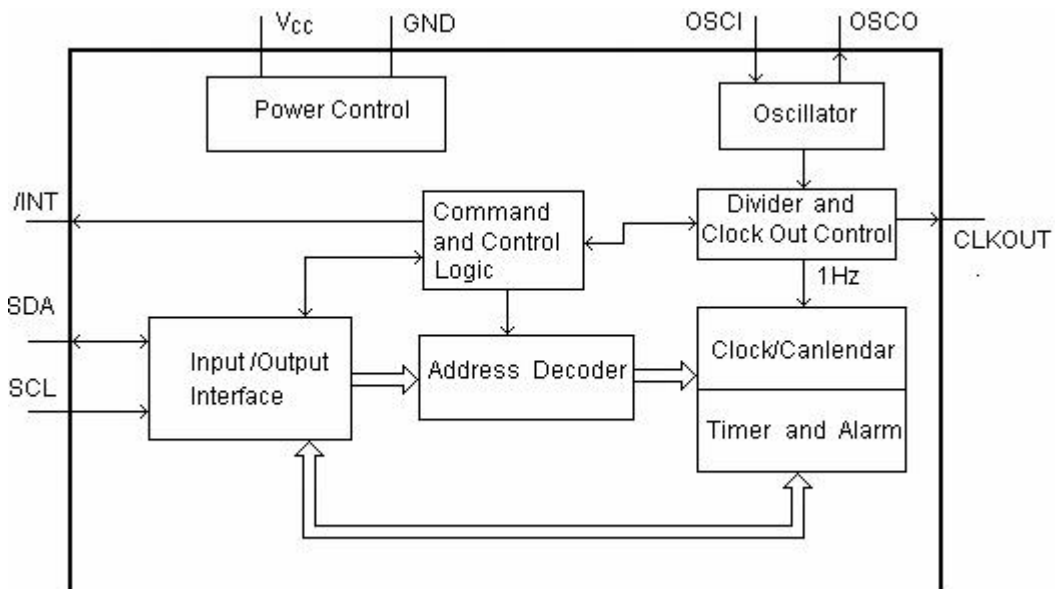 VCC
GND
OSCI
OSCO
Power Control
Oscillator
/INT
Command
and Control
Logic
Divider and
Clock Out Control
CLKOUT
1Hz
SDA
SCL
Input /Output
Interface
Address Decoder
Clock/Canlendar
Timer and Alarm